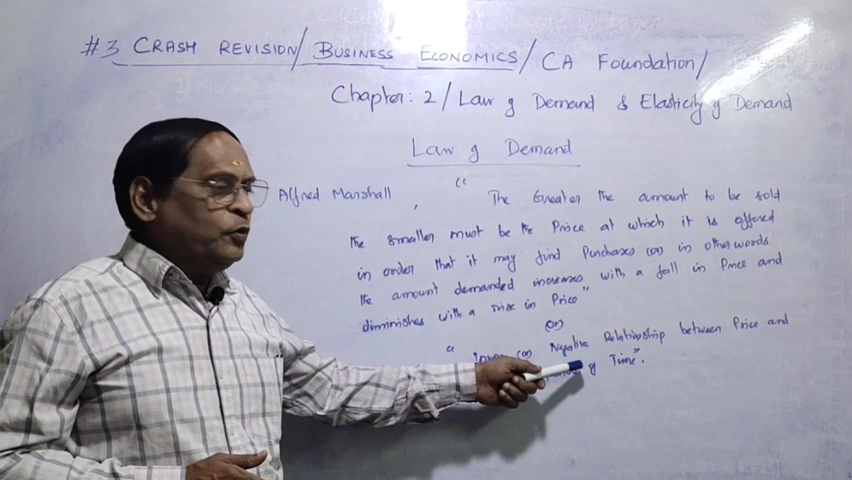 #3 CRASH REVISION/ BUSINESS ECONOMICS/ CA Foundation/
Chapter: 2/ Law of Demand & Elasticity of Demand
Law of Demand
Alfred Marshall, " The Greater the amount to be sold
the smaller must be the Price at which it is offered
in order that it may find Purchases (or) in other words
the amount demanded increases with a fall in Price and
diminishes with a rise in Price"
(or)
" (or) Negative Relationship between Price and
of Time".